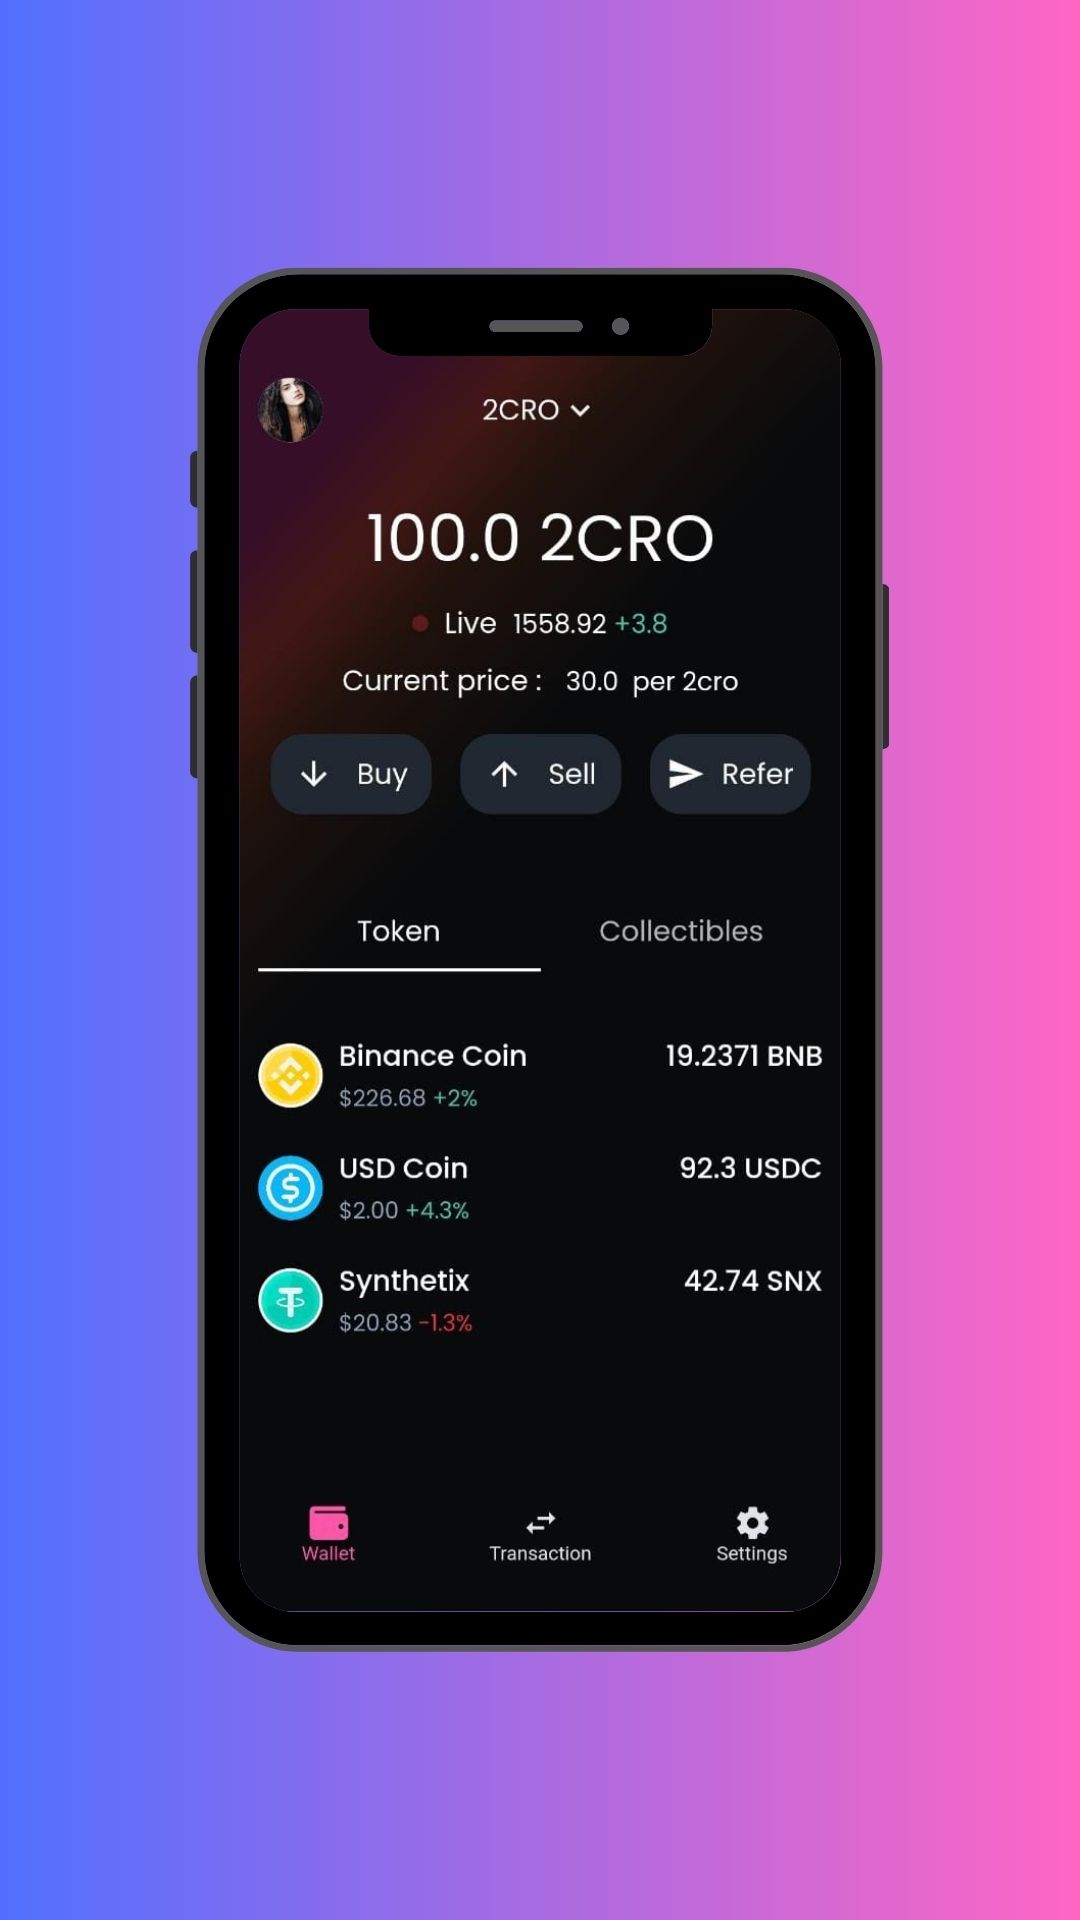 2CRO
100.0 2CRO
Live 1558.92 +3.8
Current price : 30.0 per 2cro
Buy Sell Refer
Token Collectibles
Binance Coin 19.2371 BNB
$226.68 +2%
USD Coin 92.3 USDC
$2.00 +4.3%
Synthetix 42.74 SNX
$20.83 -1.3%
Wallet Transaction Settings